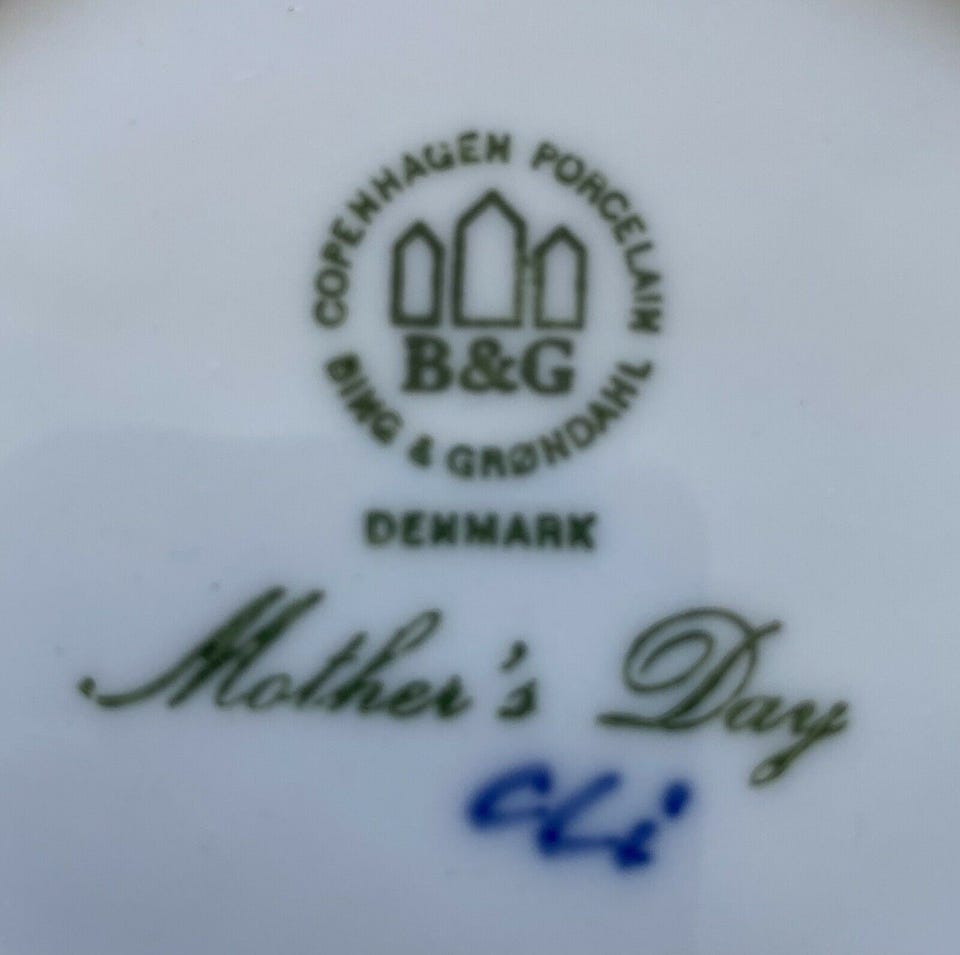 COPENHAGEN PORCELAIN
B&G
BING & GRØNDAHL
DENMARK
Mother's Day